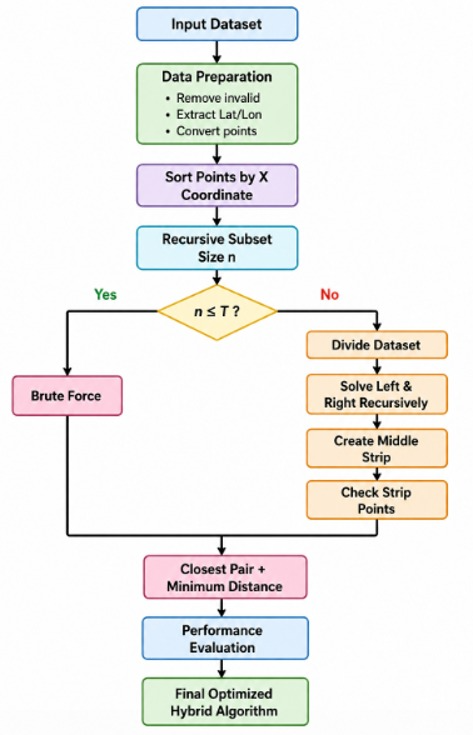 Input Dataset
Data Preparation
• Remove invalid
• Extract Lat/Lon
• Convert points
Sort Points by X
Coordinate
Recursive Subset
Size n
n ≤ T ?
Yes
No
Brute Force
Divide Dataset
Solve Left &
Right Recursively
Create Middle
Strip
Check Strip
Points
Closest Pair +
Minimum Distance
Performance
Evaluation
Final Optimized
Hybrid Algorithm